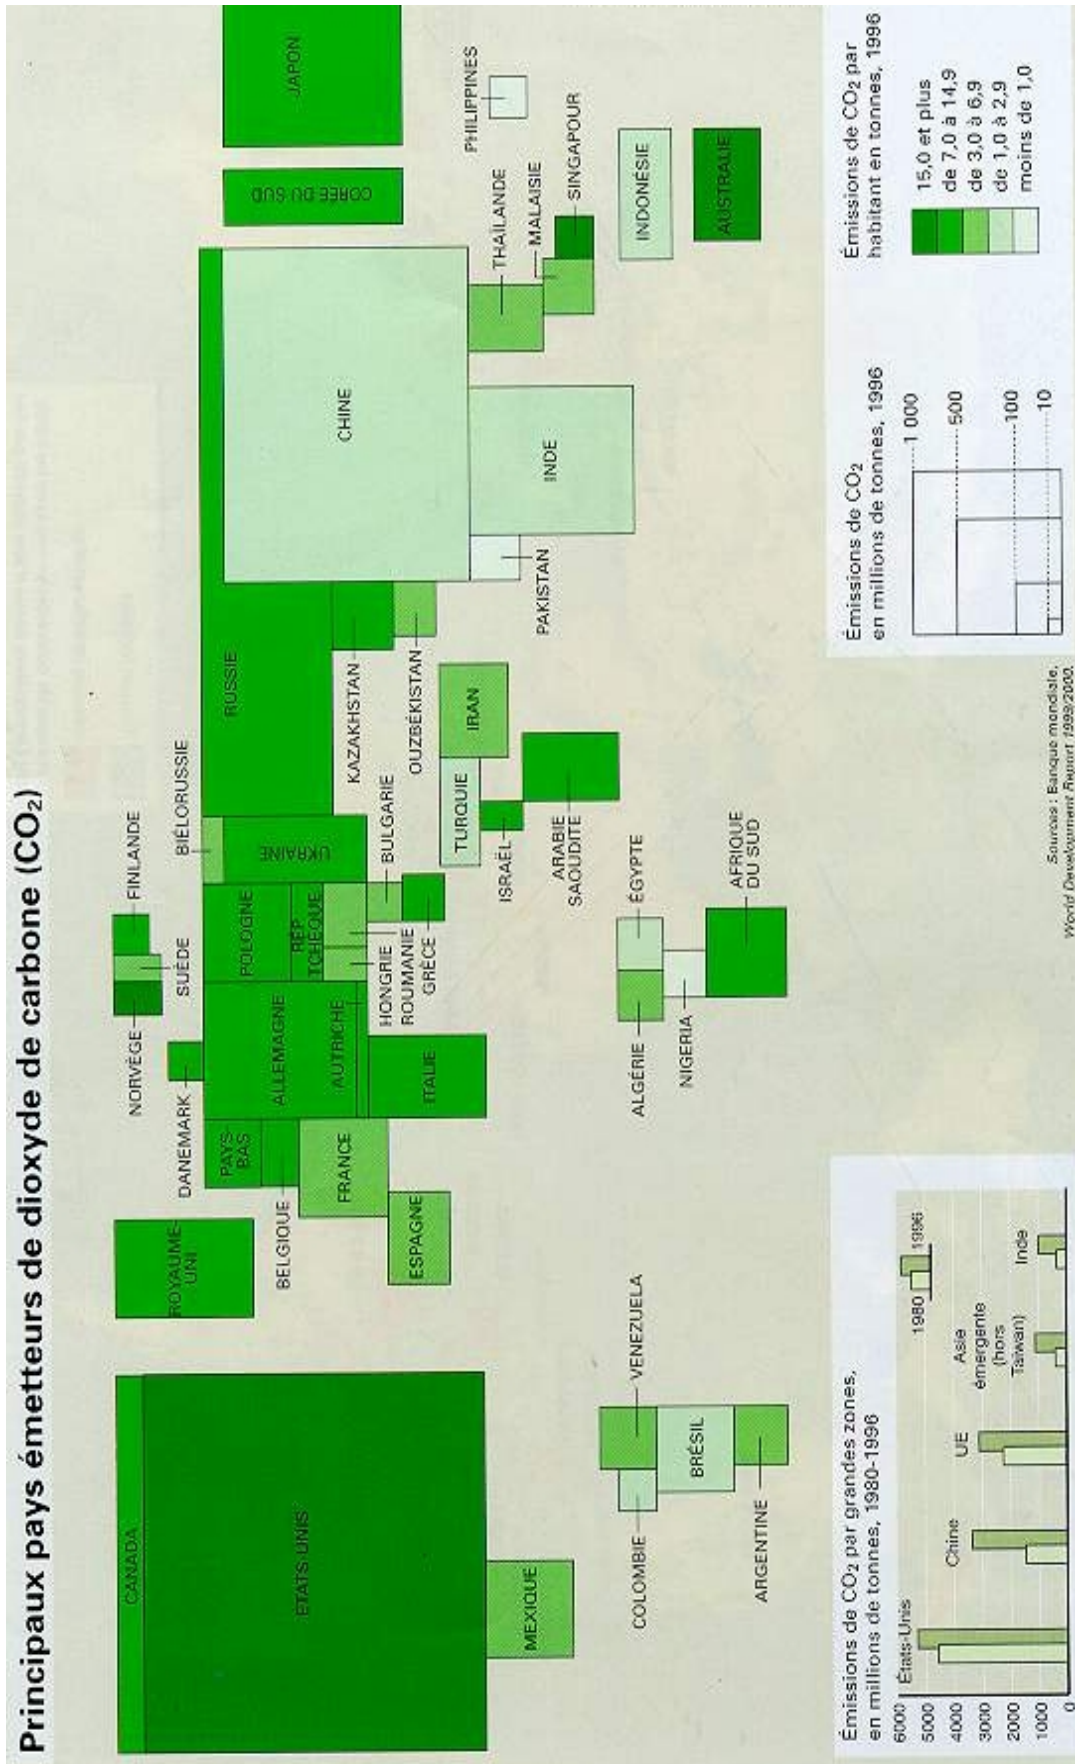 Principaux pays émetteurs de dioxyde de carbone (CO₂)
CANADA
ÉTATS-UNIS
MEXIQUE
COLOMBIE
VENEZUELA
BRÉSIL
ARGENTINE
ROYAUME-
UNI
NORVÈGE
SUÈDE
FINLANDE
DANEMARK
PAYS-
BAS
BELGIQUE
FRANCE
ESPAGNE
ALLEMAGNE
AUTRICHE
ITALIE
POLOGNE
RÉP.
TCHÈQUE
HONGRIE
ROUMANIE
GRÈCE
BULGARIE
BIÉLORUSSIE
UKRAINE
RUSSIE
KAZAKHSTAN
OUZBÉKISTAN
TURQUIE
IRAN
ISRAËL
ARABIE
SAOUDITE
ALGÉRIE
ÉGYPTE
NIGERIA
AFRIQUE
DU SUD
CHINE
INDE
PAKISTAN
CORÉE DU SUD
JAPON
THAÏLANDE
MALAISIE
SINGAPOUR
PHILIPPINES
INDONÉSIE
AUSTRALIE
Émissions de CO₂ par grandes zones,
en millions de tonnes, 1980-1996
6000
5000
4000
3000
2000
1000
0
États-Unis
Chine
UE
Asie
émergente
(hors
Taiwan)
Inde
1980
1996
Sources : Banque mondiale,
World Development Report 1999/2000.
Émissions de CO₂
en millions de tonnes, 1996
1 000
500
100
10
Émissions de CO₂ par
habitant en tonnes, 1996
15,0 et plus
de 7,0 à 14,9
de 3,0 à 6,9
de 1,0 à 2,9
moins de 1,0